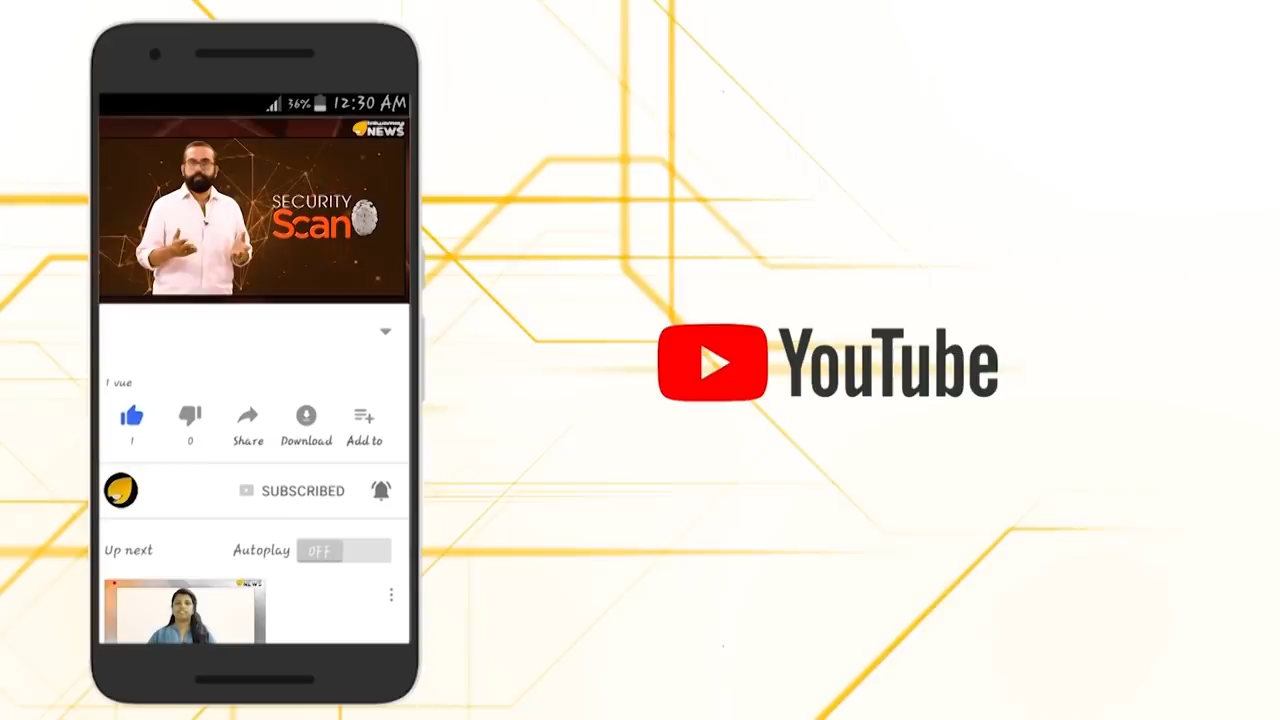 36% 12:30 AM
NEWS
SECURITY
Scan
1 vue
1
0
Share
Download
Add to
SUBSCRIBED
Up next
Autoplay
OFF
NEWS
YouTube